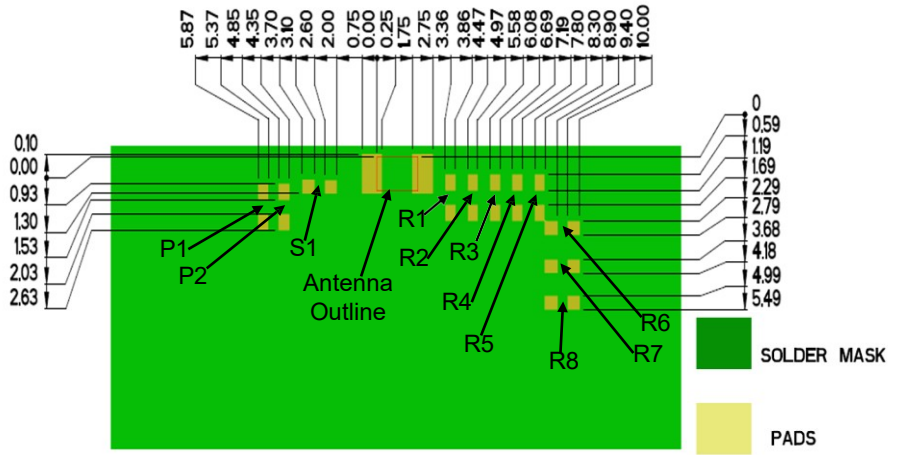 5.87
5.37
4.85
4.35
3.70
3.10
2.60
2.00
0.75
0.00
0.25
1.75
2.75
3.36
3.86
4.47
4.97
5.58
6.08
6.69
7.19
7.80
8.30
8.90
9.40
10.00
0.10
0.00
0.93
1.30
1.53
2.03
2.63
0
0.59
1.19
1.69
2.29
2.79
3.68
4.18
4.99
5.49
P1
P2
S1
Antenna
Outline
R1
R2
R3
R4
R5
R6
R7
R8
SOLDER MASK
PADS